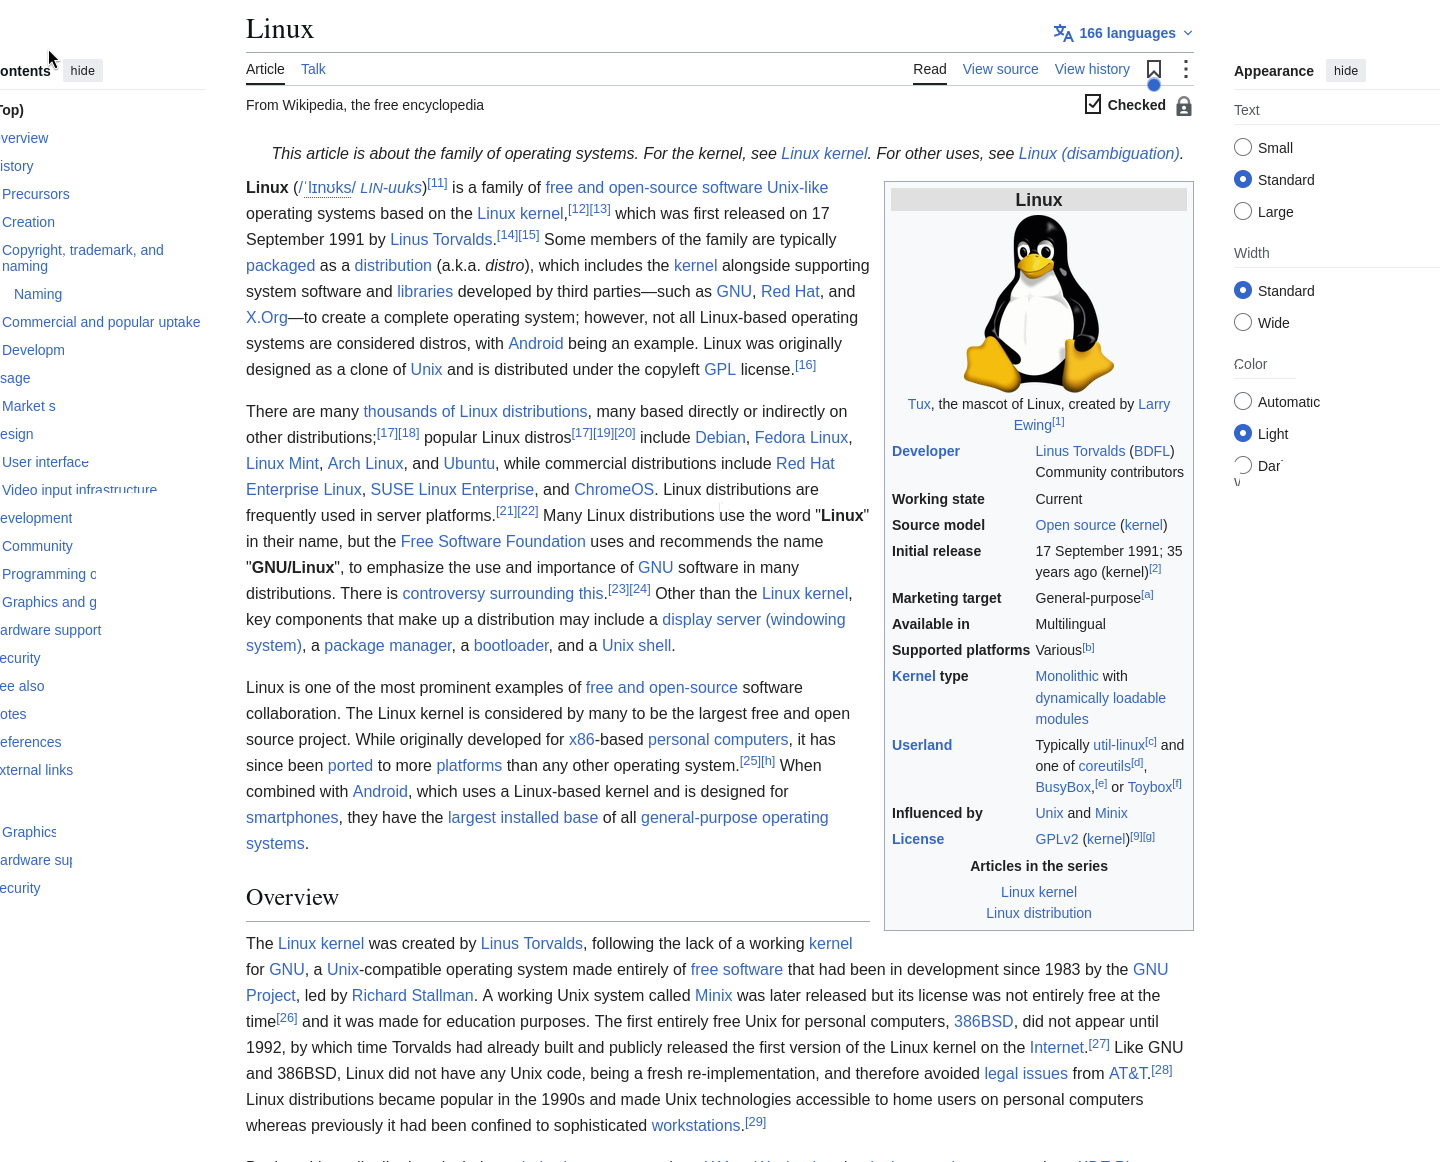 Linux
166 languages
Article Talk Read View source View history
From Wikipedia, the free encyclopedia Checked
ontents hide
Top)
verview
istory
Precursors
Creation
Copyright, trademark, and
naming
Naming
Commercial and popular uptake
Developm
sage
Market s
esign
User interface
Video input infrastructure
evelopment
Community
Programming
Graphics and g
ardware support
ecurity
ee also
otes
eferences
xternal links
Graphics
ardware sup
ecurity
This article is about the family of operating systems. For the kernel, see Linux kernel. For other uses, see Linux (disambiguation).
Linux (/ˈlɪnʊks/ LIN-uuks)[11] is a family of free and open-source software Unix-like
operating systems based on the Linux kernel,[12][13] which was first released on 17
September 1991 by Linus Torvalds.[14][15] Some members of the family are typically
packaged as a distribution (a.k.a. distro), which includes the kernel alongside supporting
system software and libraries developed by third parties—such as GNU, Red Hat, and
X.Org—to create a complete operating system; however, not all Linux-based operating
systems are considered distros, with Android being an example. Linux was originally
designed as a clone of Unix and is distributed under the copyleft GPL license.[16]
There are many thousands of Linux distributions, many based directly or indirectly on
other distributions;[17][18] popular Linux distros[17][19][20] include Debian, Fedora Linux,
Linux Mint, Arch Linux, and Ubuntu, while commercial distributions include Red Hat
Enterprise Linux, SUSE Linux Enterprise, and ChromeOS. Linux distributions are
frequently used in server platforms.[21][22] Many Linux distributions use the word "Linux"
in their name, but the Free Software Foundation uses and recommends the name
"GNU/Linux", to emphasize the use and importance of GNU software in many
distributions. There is controversy surrounding this.[23][24] Other than the Linux kernel,
key components that make up a distribution may include a display server (windowing
system), a package manager, a bootloader, and a Unix shell.
Linux is one of the most prominent examples of free and open-source software
collaboration. The Linux kernel is considered by many to be the largest free and open
source project. While originally developed for x86-based personal computers, it has
since been ported to more platforms than any other operating system.[25][h] When
combined with Android, which uses a Linux-based kernel and is designed for
smartphones, they have the largest installed base of all general-purpose operating
systems.
Linux
Tux, the mascot of Linux, created by Larry
Ewing[1]
Developer Linus Torvalds (BDFL)
Community contributors
Working state Current
Source model Open source (kernel)
Initial release 17 September 1991; 35
years ago (kernel)[2]
Marketing target General-purpose[a]
Available in Multilingual
Supported platforms Various[b]
Kernel type Monolithic with
dynamically loadable
modules
Userland Typically util-linux[c] and
one of coreutils[d],
BusyBox,[e] or Toybox[f]
Influenced by Unix and Minix
License GPLv2 (kernel)[9][g]
Articles in the series
Linux kernel
Linux distribution
Overview
The Linux kernel was created by Linus Torvalds, following the lack of a working kernel
for GNU, a Unix-compatible operating system made entirely of free software that had been in development since 1983 by the GNU
Project, led by Richard Stallman. A working Unix system called Minix was later released but its license was not entirely free at the
time[26] and it was made for education purposes. The first entirely free Unix for personal computers, 386BSD, did not appear until
1992, by which time Torvalds had already built and publicly released the first version of the Linux kernel on the Internet.[27] Like GNU
and 386BSD, Linux did not have any Unix code, being a fresh re-implementation, and therefore avoided legal issues from AT&T.[28]
Linux distributions became popular in the 1990s and made Unix technologies accessible to home users on personal computers
whereas previously it had been confined to sophisticated workstations.[29]
Appearance hide
Text
Small
Standard
Large
Width
Standard
Wide
Color
Automatic
Light
Dar